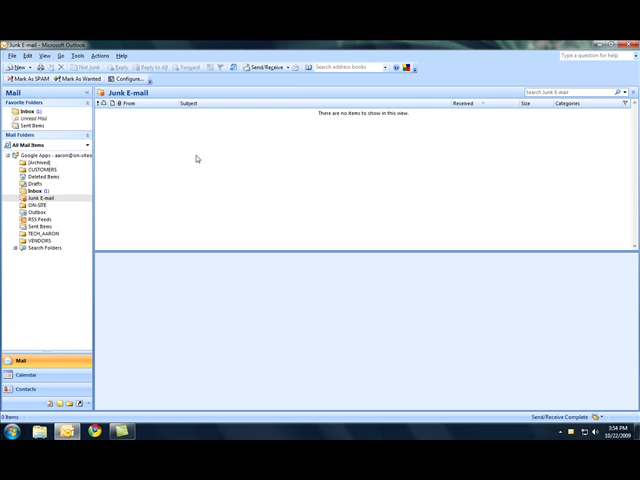 Junk E-mail - Microsoft Outlook
File Edit View Go Tools Actions Help
Type a question for help
New Not Junk Reply Reply to All Forward Send/Receive Search address books
Mark As SPAM Mark As Wanted Configure...
Mail
Favorite Folders
Inbox (1)
Unread Mail
Sent Items
Mail Folders
All Mail Items
Google Apps - aaron@on-siteo
[Archived]
CUSTOMERS
Deleted Items
Drafts
Inbox (1)
Junk E-mail
ON-SITE
Outbox
RSS Feeds
Sent Items
TECH_AARON
VENDORS
Search Folders
Mail
Calendar
Contacts
Junk E-mail
Search Junk E-mail
From Subject Received Size Categories
There are no items to show in this view.
0 Items
Send/Receive Complete
3:54 PM
10/22/2009